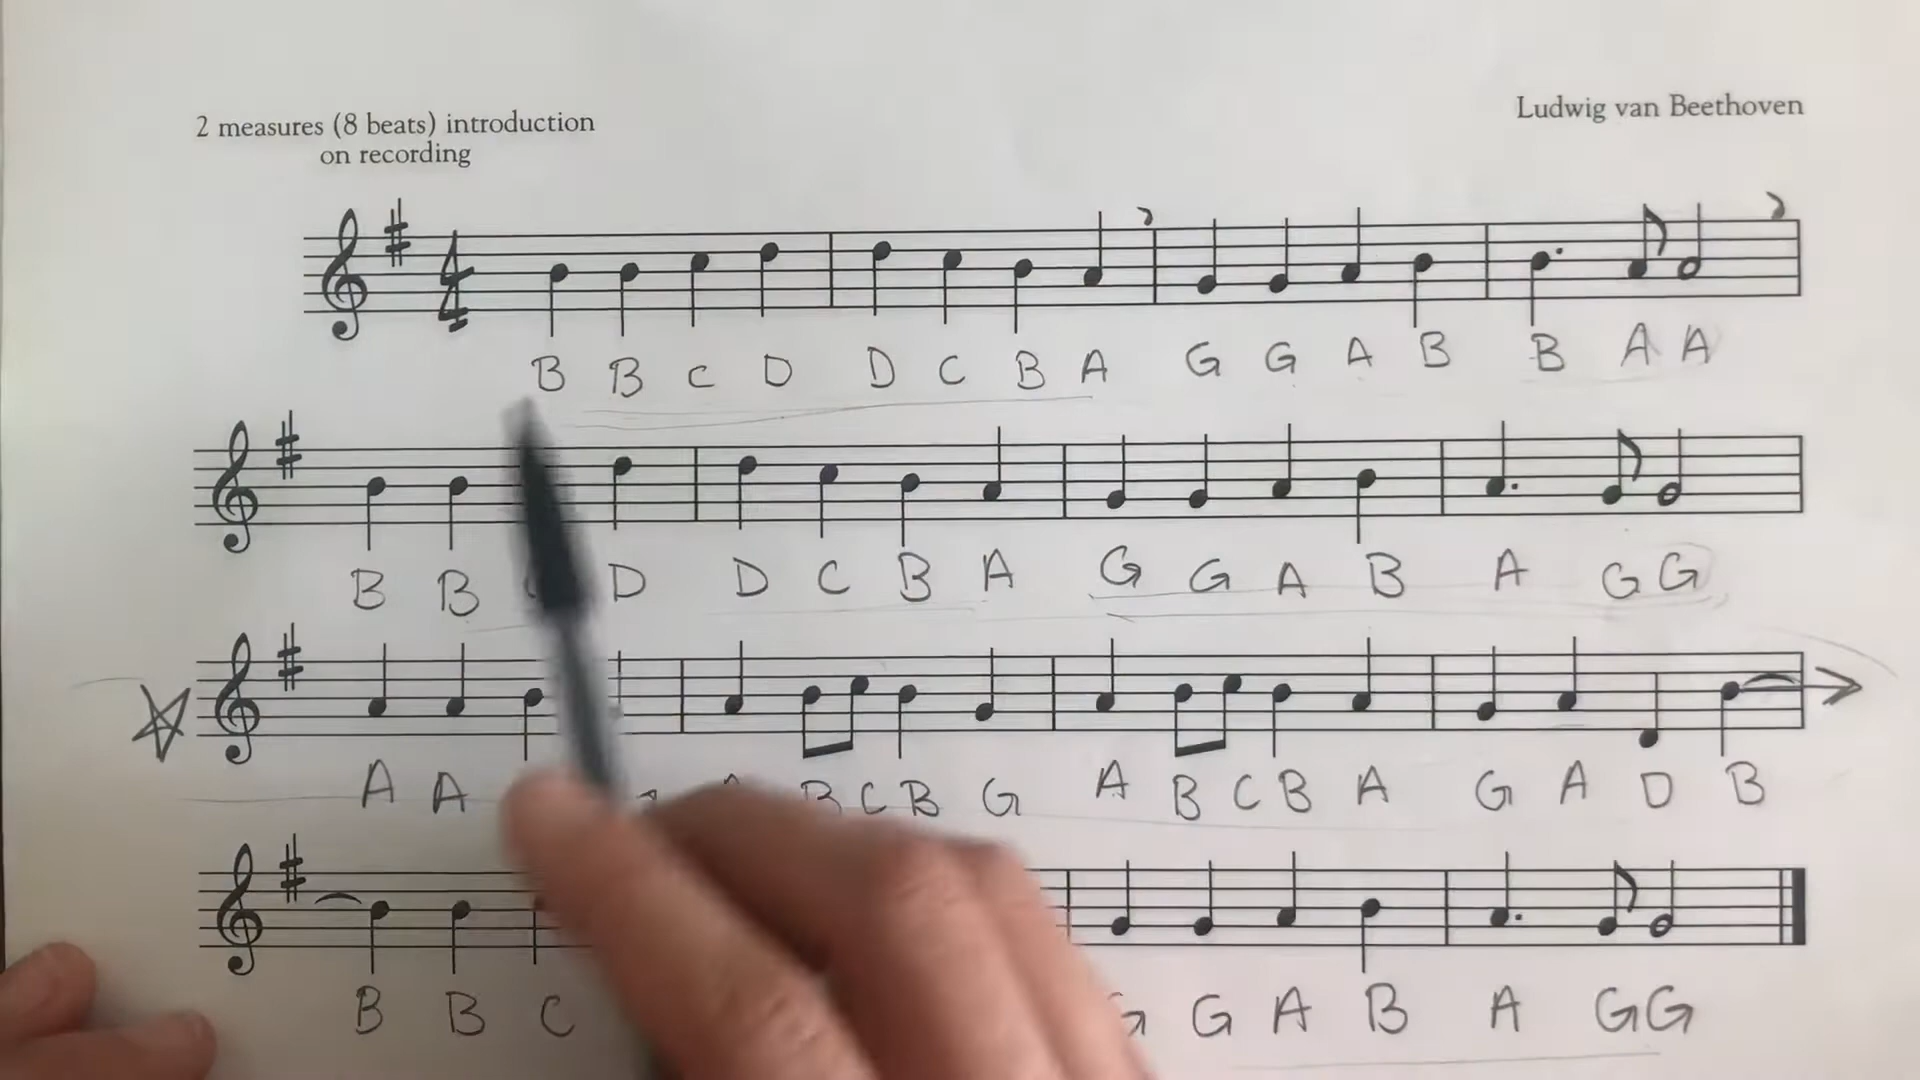 2 measures (8 beats) introduction
on recording
Ludwig van Beethoven
B B C D D C B A G G A B B A A
B B D D C B A G G A B A G G
A A B C B G A B C B A G A D B
B B C G G A B A G G